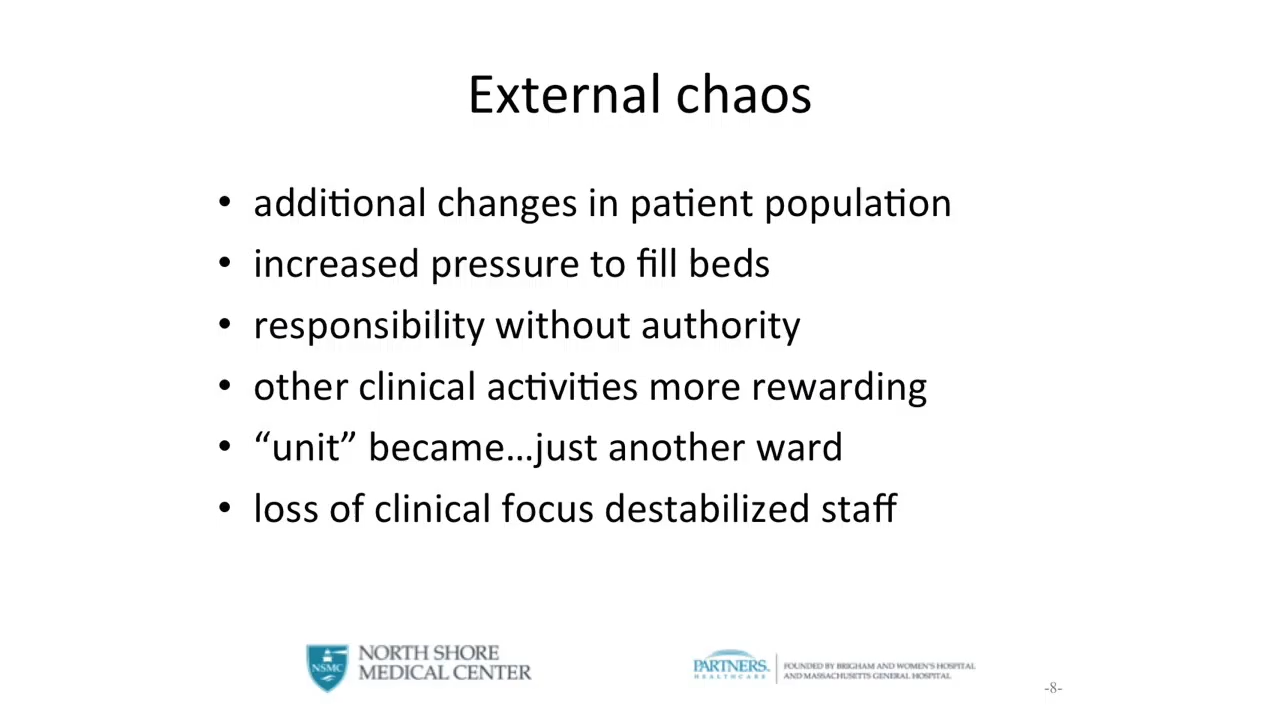 External chaos
• additional changes in patient population
• increased pressure to fill beds
• responsibility without authority
• other clinical activities more rewarding
• “unit” became…just another ward
• loss of clinical focus destabilized staff
NSMC
NORTH SHORE
MEDICAL CENTER
PARTNERS.
HEALTHCARE
FOUNDED BY BRIGHAM AND WOMEN'S HOSPITAL
AND MASSACHUSETTS GENERAL HOSPITAL
-8-